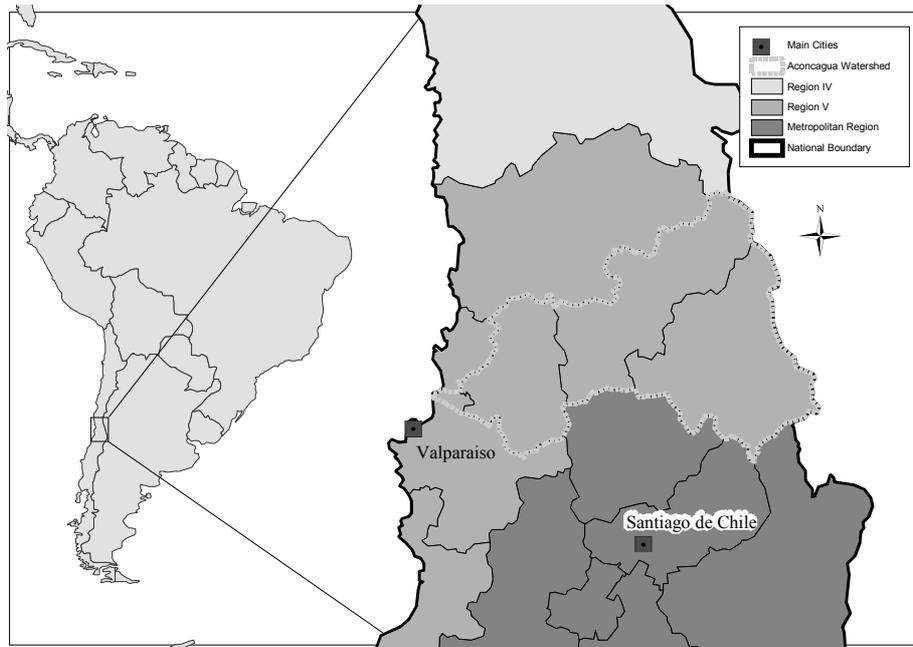 Main Cities
Aconcagua Watershed
Region IV
Region V
Metropolitan Region
National Boundary
N
Valparaiso
Santiago de Chile